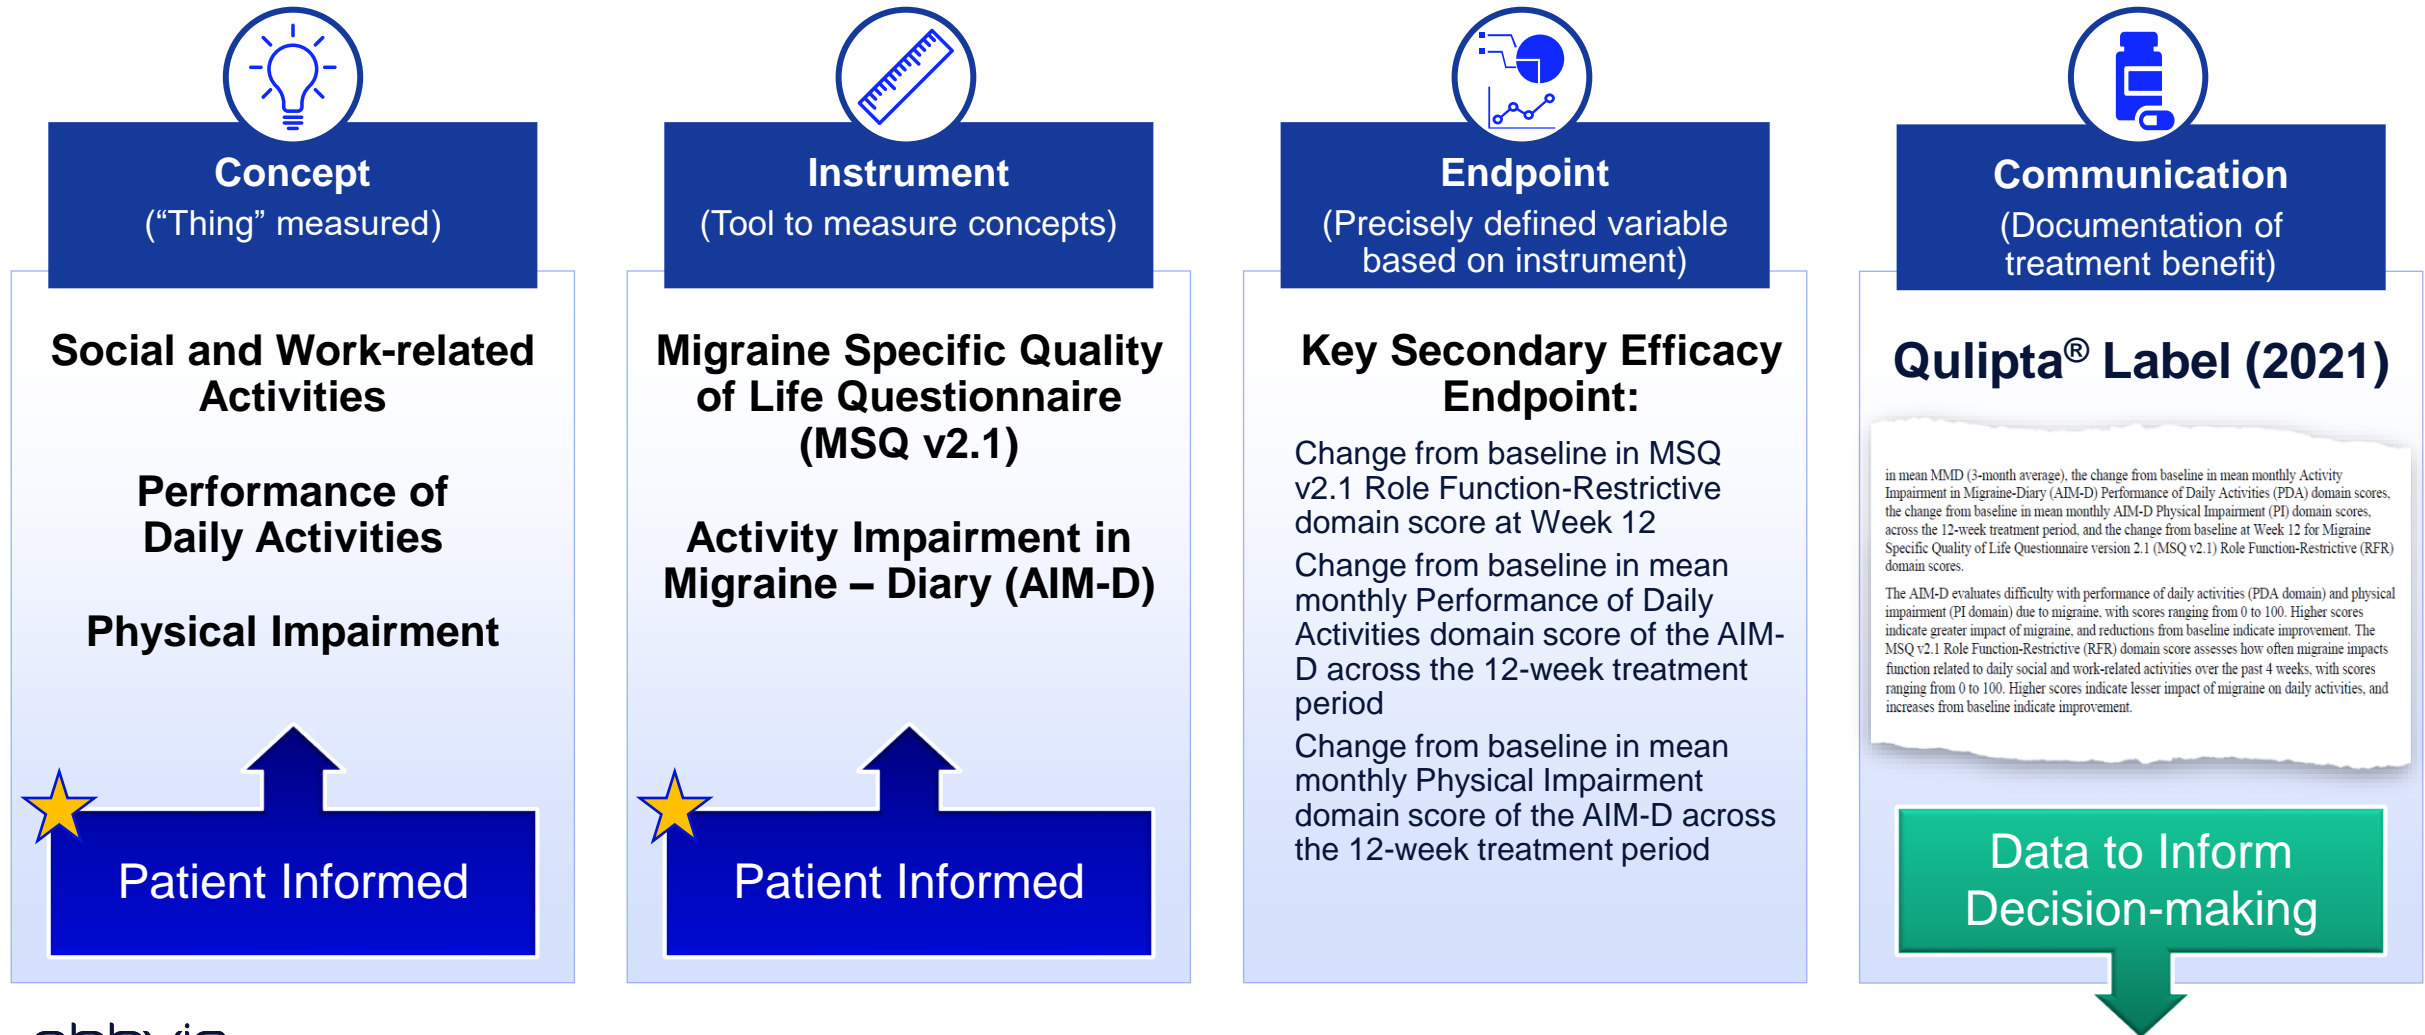 Concept
(“Thing” measured)
Social and Work-related
Activities
Performance of
Daily Activities
Physical Impairment
Patient Informed
Instrument
(Tool to measure concepts)
Migraine Specific Quality
of Life Questionnaire
(MSQ v2.1)
Activity Impairment in
Migraine – Diary (AIM-D)
Patient Informed
Endpoint
(Precisely defined variable
based on instrument)
Key Secondary Efficacy
Endpoint:
Change from baseline in MSQ
v2.1 Role Function-Restrictive
domain score at Week 12
Change from baseline in mean
monthly Performance of Daily
Activities domain score of the AIM-
D across the 12-week treatment
period
Change from baseline in mean
monthly Physical Impairment
domain score of the AIM-D across
the 12-week treatment period
Communication
(Documentation of
treatment benefit)
Qulipta® Label (2021)
in mean MMD (3-month average), the change from baseline in mean monthly Activity
Impairment in Migraine-Diary (AIM-D) Performance of Daily Activities (PDA) domain scores,
the change from baseline in mean monthly AIM-D Physical Impairment (PI) domain scores,
across the 12-week treatment period, and the change from baseline at Week 12 for Migraine
Specific Quality of Life Questionnaire version 2.1 (MSQ v2.1) Role Function-Restrictive (RFR)
domain scores.
The AIM-D evaluates difficulty with performance of daily activities (PDA domain) and physical
impairment (PI domain) due to migraine, with scores ranging from 0 to 100. Higher scores
indicate greater impact of migraine, and reductions from baseline indicate improvement. The
MSQ v2.1 Role Function-Restrictive (RFR) domain score assesses how often migraine impacts
function related to daily social and work-related activities over the past 4 weeks, with scores
ranging from 0 to 100. Higher scores indicate lesser impact of migraine on daily activities, and
increases from baseline indicate improvement.
Data to Inform
Decision-making
abbvie